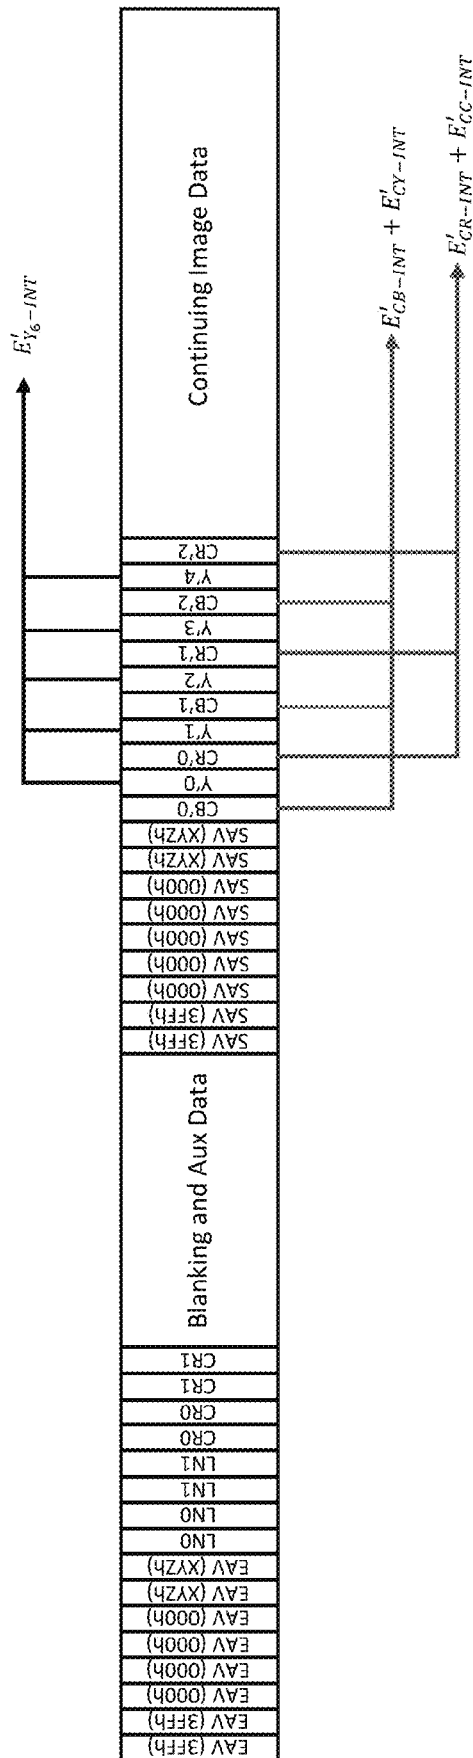 E'Y₆−INT
EAV (3FFh)
EAV (3FFh)
EAV (000h)
EAV (000h)
EAV (000h)
EAV (000h)
EAV (XYZh)
EAV (XYZh)
LN0
LN0
LN1
LN1
CR0
CR0
CR1
CR1
Blanking and Aux Data
SAV (3FFh)
SAV (3FFh)
SAV (000h)
SAV (000h)
SAV (000h)
SAV (000h)
SAV (000h)
SAV (XYZh)
SAV (XYZh)
CB'0
Y'0
CR'0
Y'1
CB'1
Y'2
CR'1
Y'3
CB'2
Y'4
CR'2
Continuing Image Data
E'CB−INT + E'CY−INT
E'CR−INT + E'CC−INT